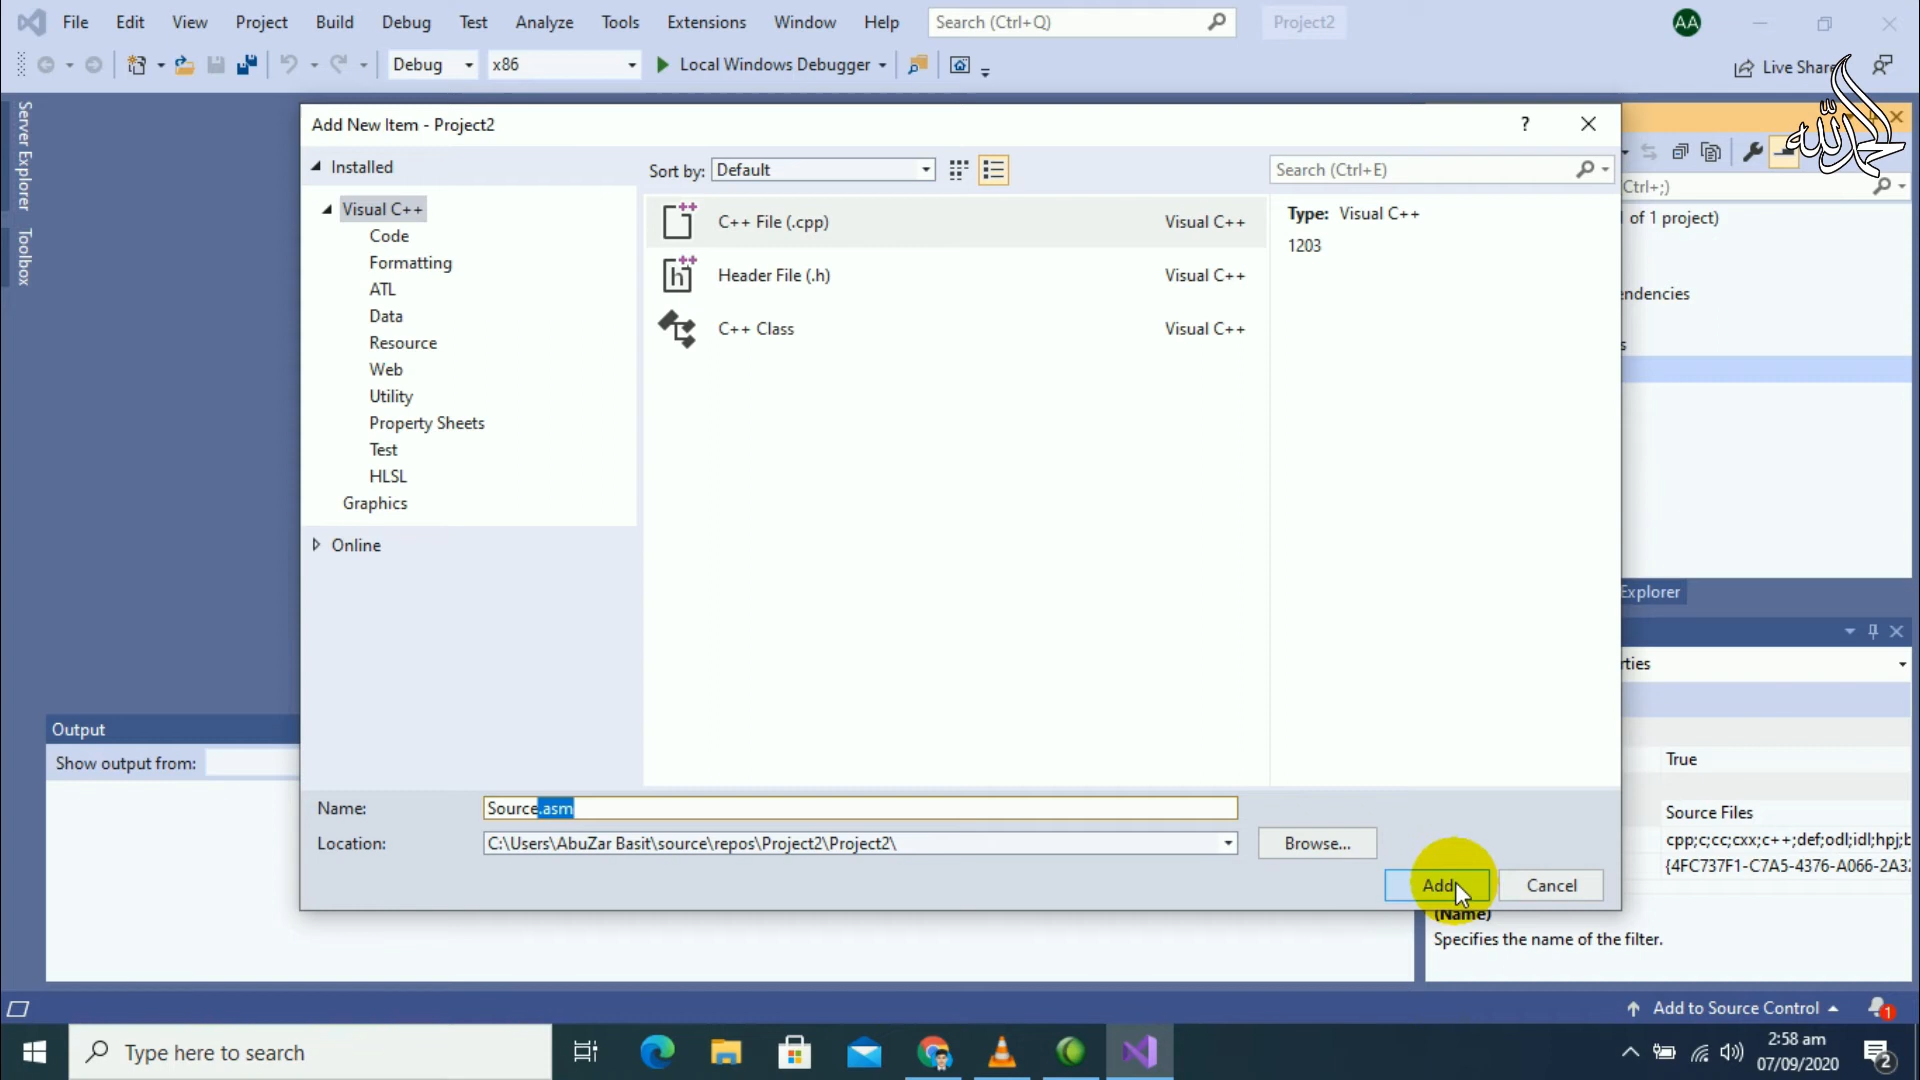 File Edit View Project Build Debug Test Analyze Tools Extensions Window Help Search (Ctrl+Q) Project2 AA
Debug x86 Local Windows Debugger Live Share
الحمد لله
Server Explorer
Toolbox
Add New Item - Project2 ?
Installed
Sort by: Default
Search (Ctrl+E)
Ctrl+;)
Visual C++
Code
Formatting
ATL
Data
Resource
Web
Utility
Property Sheets
Test
HLSL
Graphics
Online
C++ File (.cpp) Visual C++
Header File (.h) Visual C++
C++ Class Visual C++
Type: Visual C++
1203
of 1 project)
endencies
s
Explorer
rties
True
Source Files
cpp;c;cc;cxx;c++;def;odl;idl;hpj;b
{4FC737F1-C7A5-4376-A066-2A32
(Name)
Specifies the name of the filter.
Output
Show output from:
Name: Source.asm
Location: C:\Users\AbuZar Basit\source\repos\Project2\Project2\ Browse...
Add Cancel
Add to Source Control 1
Type here to search
2:58 am
07/09/2020
2